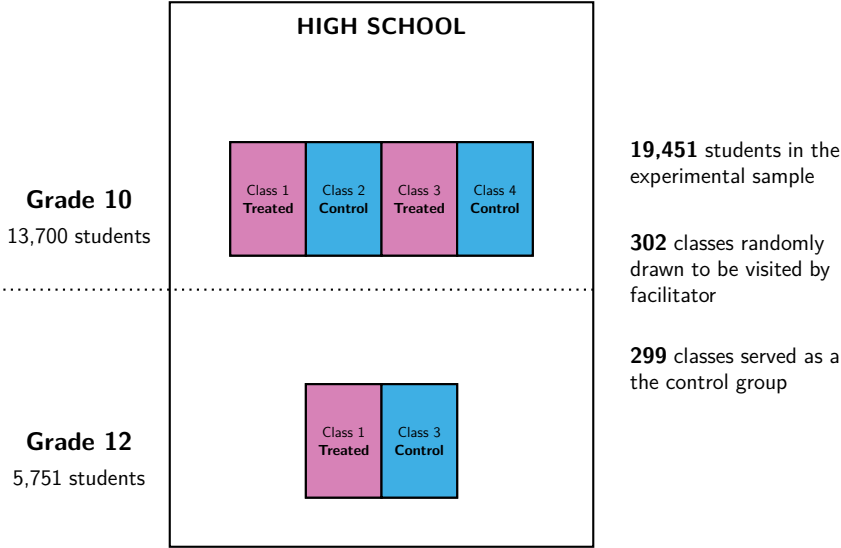 HIGH SCHOOL
Grade 10
13,700 students
Class 1
Treated
Class 2
Control
Class 3
Treated
Class 4
Control
Grade 12
5,751 students
Class 1
Treated
Class 3
Control
19,451 students in the
experimental sample
302 classes randomly
drawn to be visited by
facilitator
299 classes served as a
the control group